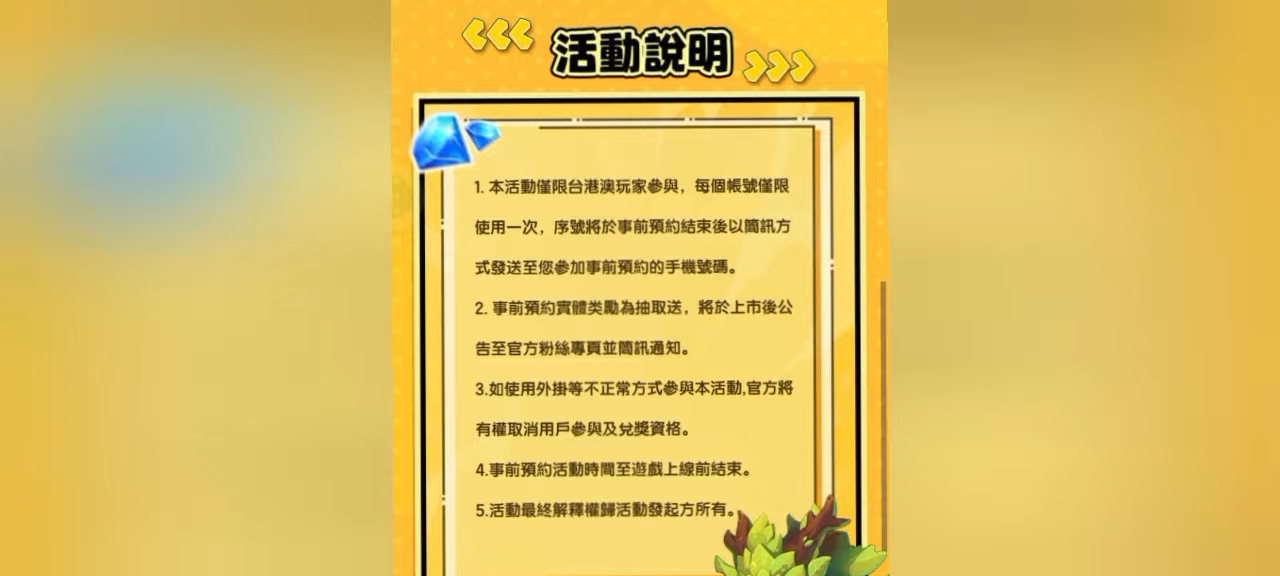 活動說明
1. 本活動僅限台港澳玩家參與，每個帳號僅限
使用一次，序號將於事前預約結束後以簡訊方
式發送至您參加事前預約的手機號碼。
2. 事前預約實體类勵為抽取送，將於上市後公
告至官方粉絲專頁並簡訊通知。
3.如使用外掛等不正常方式參與本活動,官方將
有權取消用戶參與及兌獎資格。
4.事前預約活動時間至遊戲上線前結束。
5.活動最終解釋權歸活動發起方所有。